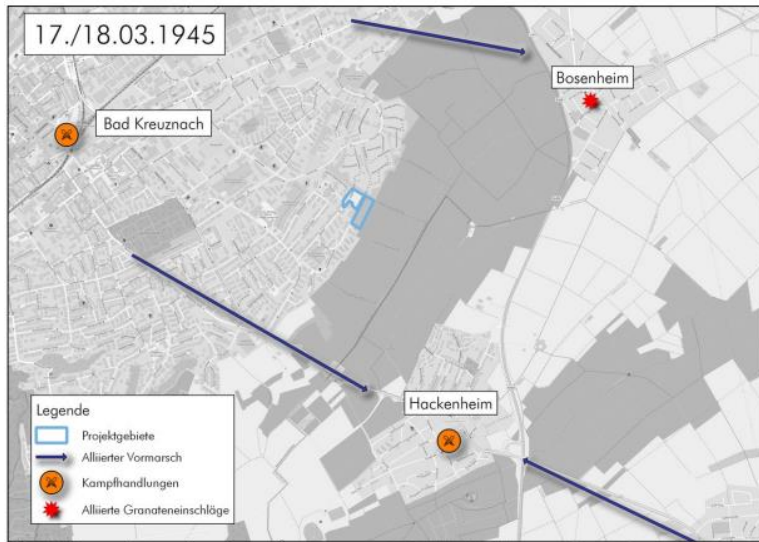 17./18.03.1945
Bosenheim
Bad Kreuznach
Hackenheim
Legende
Projektgebiete
Alliierter Vormarsch
Kampfhandlungen
Alliierte Granateneinschläge